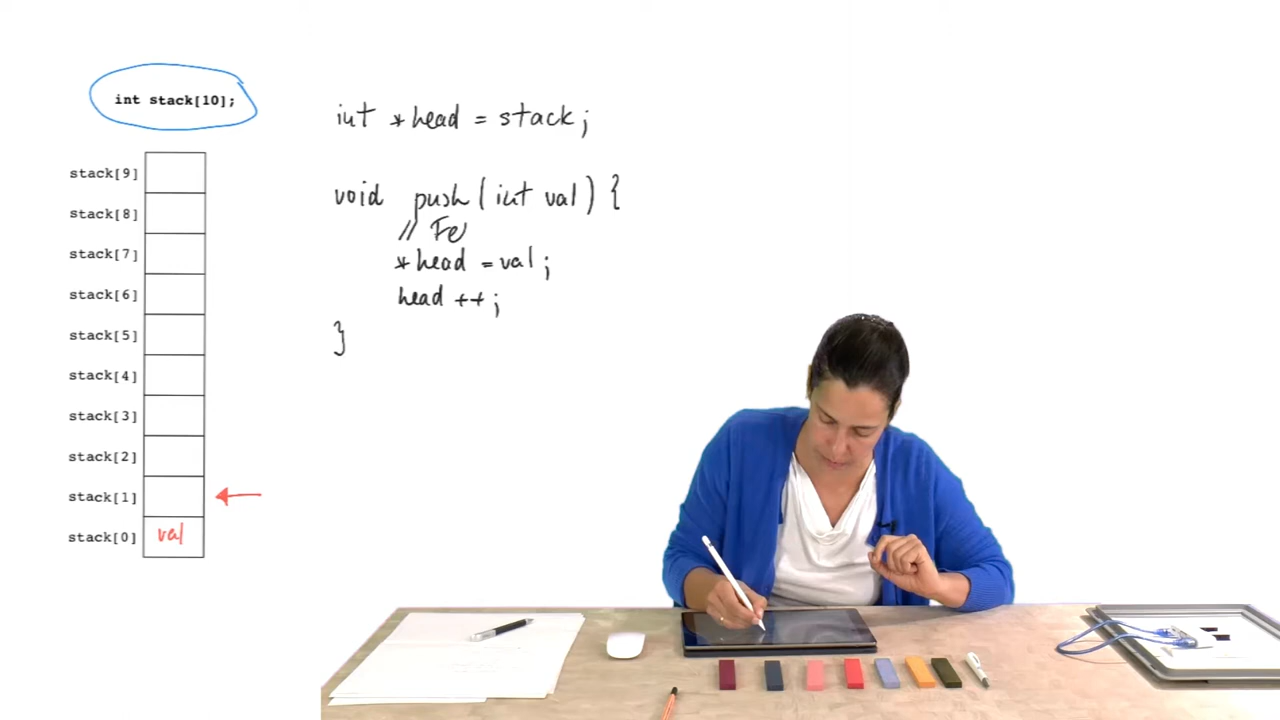 int stack[10];
stack[9]
stack[8]
stack[7]
stack[6]
stack[5]
stack[4]
stack[3]
stack[2]
stack[1]
stack[0] val
int *head = stack;
void push(int val) {
// Fe
*head = val;
head ++;
}